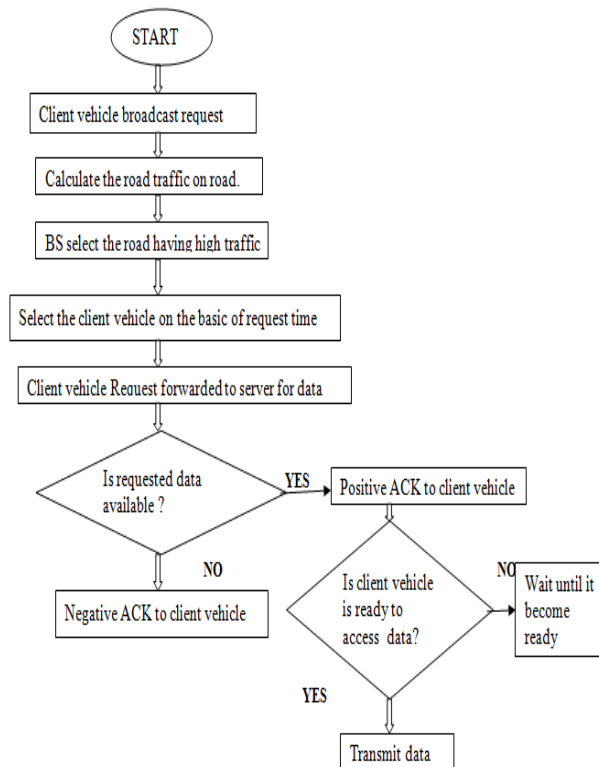 START
Client vehicle broadcast request
Calculate the road traffic on road.
BS select the road having high traffic
Select the client vehicle on the basic of request time
Client vehicle Request forwarded to server for data
Is requested data
available ?
YES
Positive ACK to client vehicle
NO
Negative ACK to client vehicle
Is client vehicle
is ready to
access data?
NO
Wait until it
become
ready
YES
Transmit data